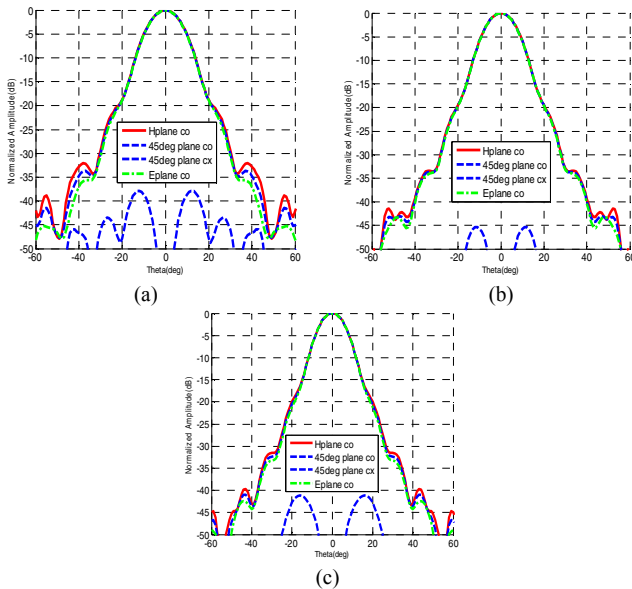 0
-5
-10
-15
-20
-25
-30
-35
-40
-45
-50
Normalized Amplitude(dB)
Hplane co
45deg plane co
45deg plane cx
Eplane co
-60 -40 -20 0 20 40 60
Theta(deg)
(a)
0
-5
-10
-15
-20
-25
-30
-35
-40
-45
-50
Normalized Amplitude(dB)
Hplane co
45deg plane co
45deg plane cx
Eplane co
-60 -40 -20 0 20 40 60
Theta(deg)
(b)
0
-5
-10
-15
-20
-25
-30
-35
-40
-45
-50
Normalized Amplitude(dB)
Hplane co
45deg plane co
45deg plane cx
Eplane co
-60 -40 -20 0 20 40 60
Theta(deg)
(c)